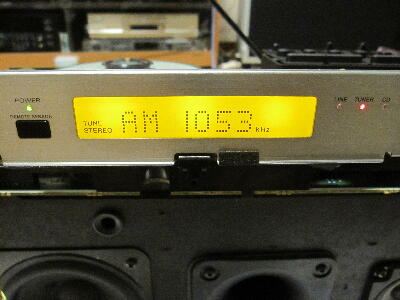 POWER
REMOTE SENSOR
TUNE
STEREO
AM 1053 kHz
LINE TUNER CD